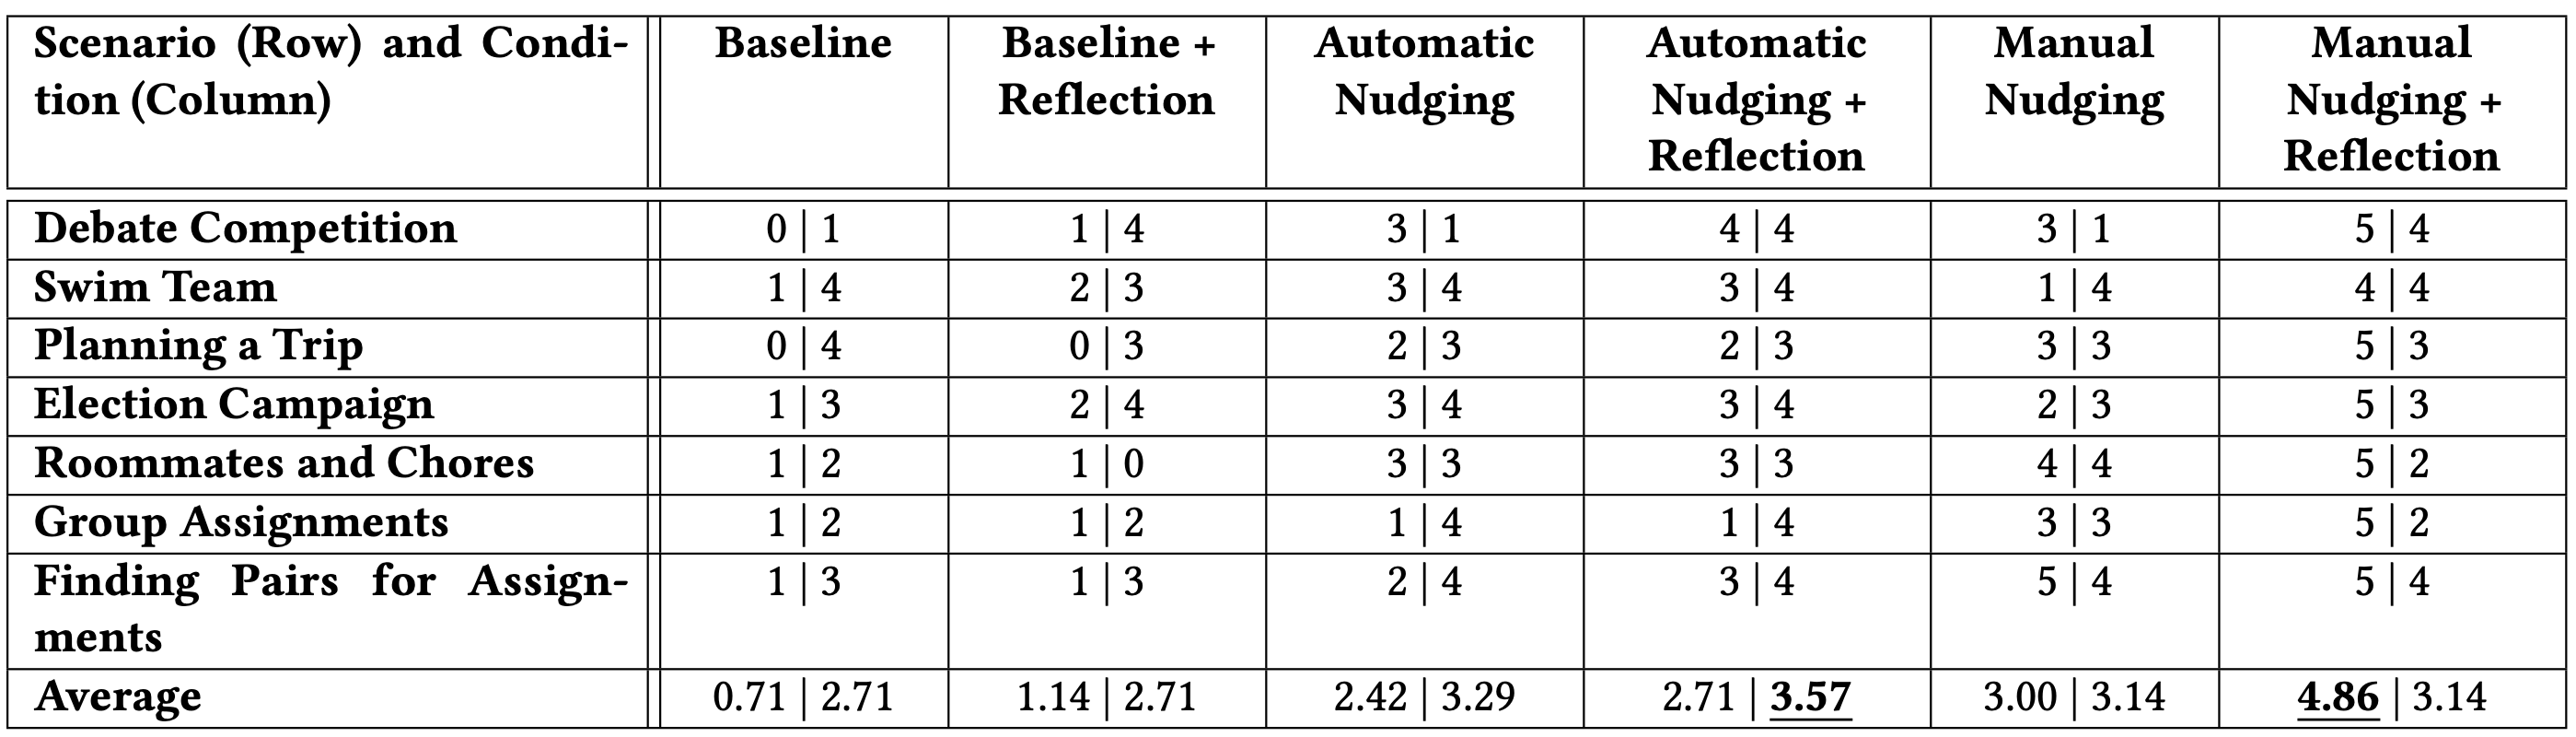 Scenario (Row) and Condi- | Baseline | Baseline + | Automatic | Automatic | Manual | Manual
tion (Column) | Reflection | Nudging | Nudging + | Nudging | Nudging +
Reflection | Reflection
Debate Competition 0 | 1 1 | 4 3 | 1 4 | 4 3 | 1 5 | 4
Swim Team 1 | 4 2 | 3 3 | 4 3 | 4 1 | 4 4 | 4
Planning a Trip 0 | 4 0 | 3 2 | 3 2 | 3 3 | 3 5 | 3
Election Campaign 1 | 3 2 | 4 3 | 4 3 | 4 2 | 3 5 | 3
Roommates and Chores 1 | 2 1 | 0 3 | 3 3 | 3 4 | 4 5 | 2
Group Assignments 1 | 2 1 | 2 1 | 4 1 | 4 3 | 3 5 | 2
Finding Pairs for Assign- 1 | 3 1 | 3 2 | 4 3 | 4 5 | 4 5 | 4
ments
Average 0.71 | 2.71 1.14 | 2.71 2.42 | 3.29 2.71 | 3.57 3.00 | 3.14 4.86 | 3.14